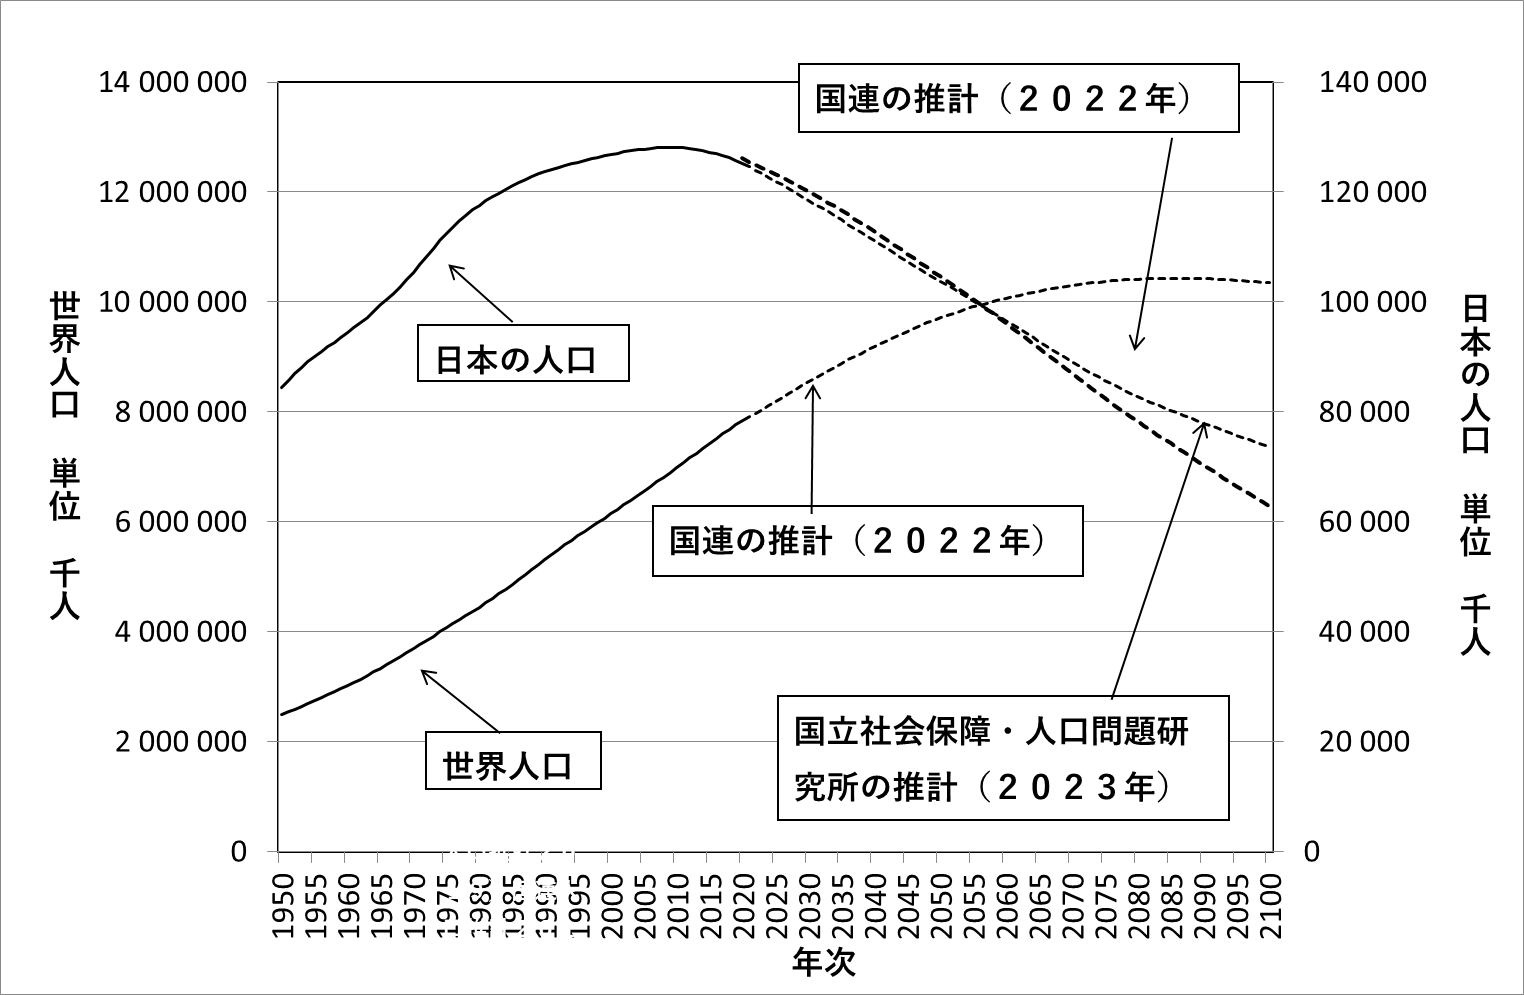 国連の推計（２０２２年）
14 000 000
12 000 000
10 000 000
8 000 000
6 000 000
4 000 000
2 000 000
0
140 000
120 000
100 000
80 000
60 000
40 000
20 000
0
世界人口　単位　千人
日本の人口　単位　千人
日本の人口
国連の推計（２０２２年）
世界人口
国立社会保障・人口問題研
究所の推計（２０２３年）
1950
1955
1960
1965
1970
1975
1980
1985
1990
1995
2000
2005
2010
2015
2020
2025
2030
2035
2040
2045
2050
2055
2060
2065
2070
2075
2080
2085
2090
2095
2100
年次